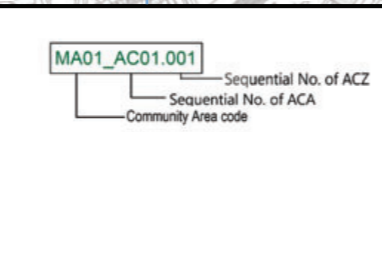 MA01_AC01.001
Sequential No. of ACZ
Sequential No. of ACA
Community Area code